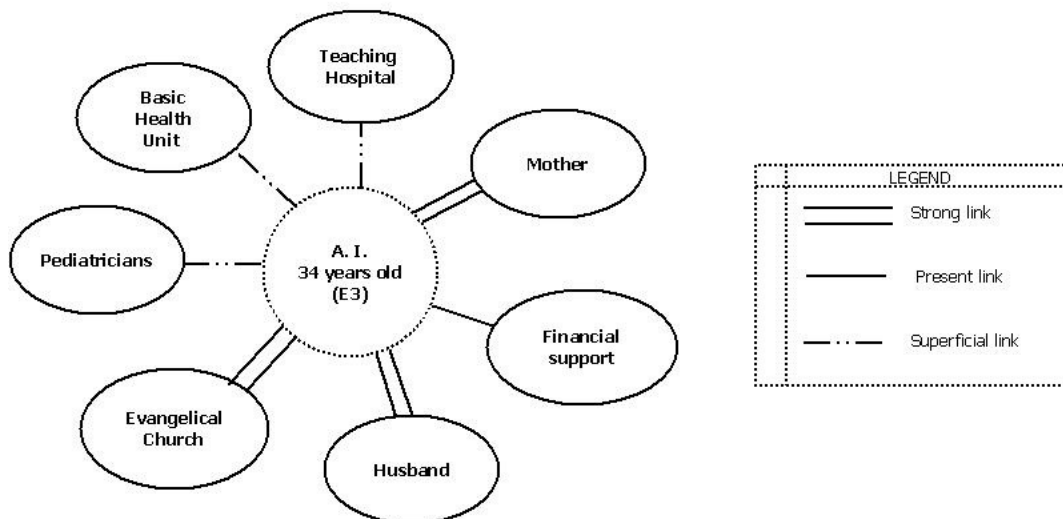 Teaching
Hospital
Basic
Health
Unit
Mother
Pediatricians
A. I.
34 years old
(E3)
Financial
support
Evangelical
Church
Husband
LEGEND
Strong link
Present link
Superficial link